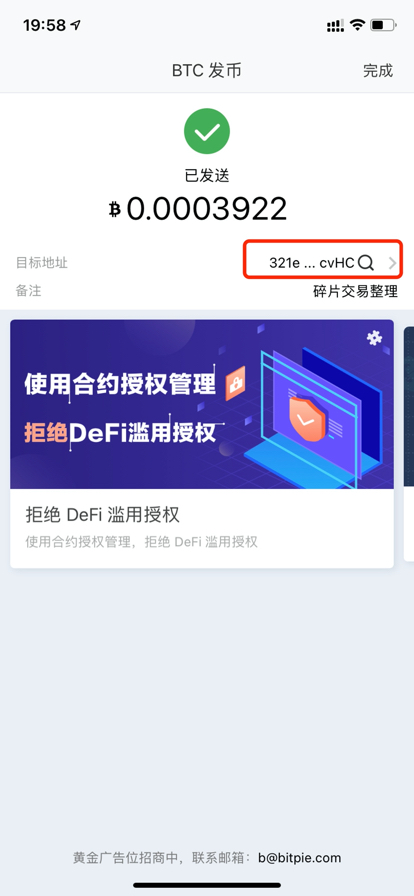 19:58
BTC 发币
完成
已发送
₿ 0.0003922
目标地址
321e ... cvHC
备注
碎片交易整理
使用合约授权管理
拒绝DeFi滥用授权
拒绝 DeFi 滥用授权
使用合约授权管理，拒绝 DeFi 滥用授权
黄金广告位招商中，联系邮箱：b@bitpie.com